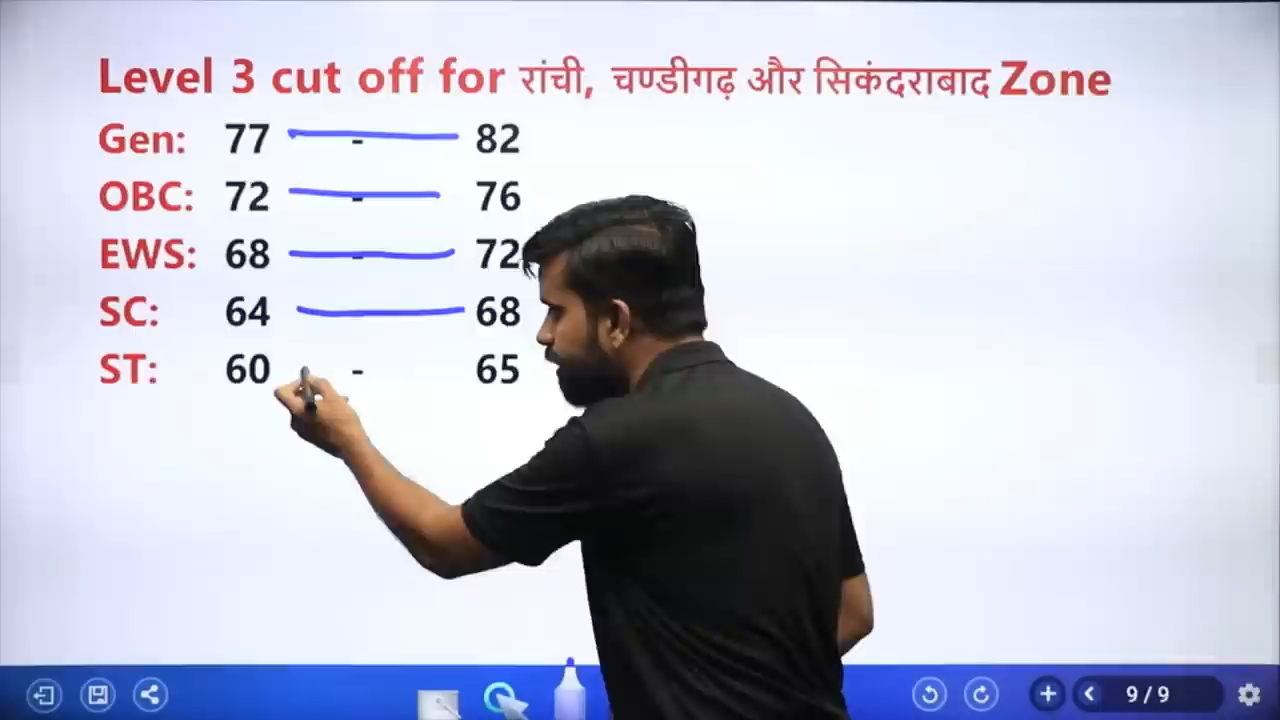 Level 3 cut off for रांची, चण्डीगढ़ और सिकंदराबाद Zone
Gen: 77 - 82
OBC: 72 - 76
EWS: 68 - 72
SC: 64 68
ST: 60 - 65
9 / 9